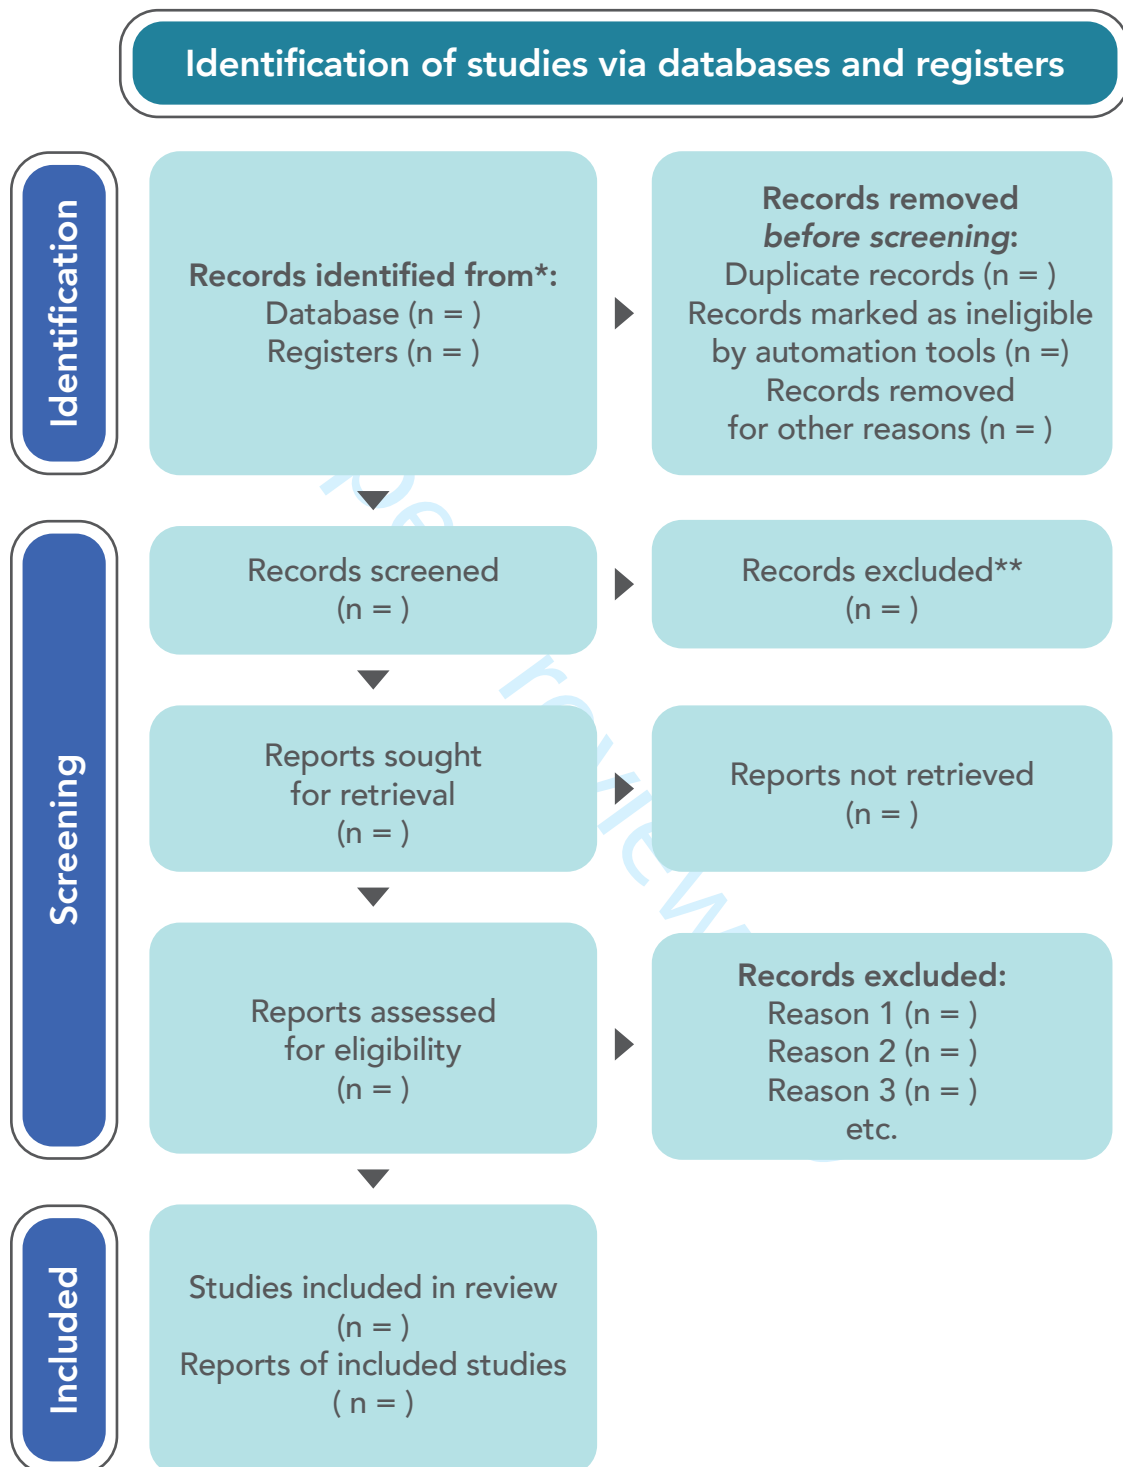 Identification of studies via databases and registers
Identification
Records identified from*:
Database (n = )
Registers (n = )
Records removed
before screening:
Duplicate records (n = )
Records marked as ineligible
by automation tools (n =)
Records removed
for other reasons (n = )
Screening
Records screened
(n = )
Records excluded**
(n = )
Reports sought
for retrieval
(n = )
Reports not retrieved
(n = )
Reports assessed
for eligibility
(n = )
Records excluded:
Reason 1 (n = )
Reason 2 (n = )
Reason 3 (n = )
etc.
Included
Studies included in review
(n = )
Reports of included studies
( n = )